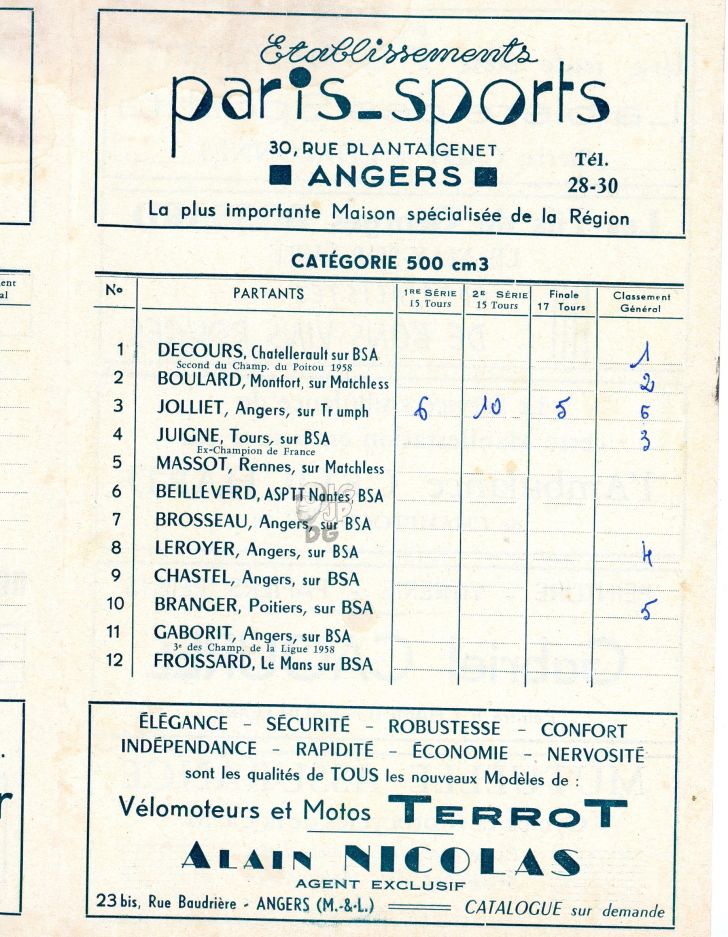 Etablissements
paris-sports
30, RUE PLANTAGENET
ANGERS
Tél.
28-30
La plus importante Maison spécialisée de la Région
CATÉGORIE 500 cm3
No PARTANTS 1RE SÉRIE 15 Tours 2E SÉRIE 15 Tours Finale 17 Tours Classement Général
1 DECOURS, Chatellerault sur BSA 1
Second du Champ. du Poitou 1958
2 BOULARD, Montfort, sur Matchless 2
3 JOLLIET, Angers, sur Tr umph 6 10 5 6
4 JUIGNE, Tours, sur BSA 3
Ex-Champion de France
5 MASSOT, Rennes, sur Matchless
6 BEILLEVERD, ASPTT Nantes, BSA
7 BROSSEAU, Angers, sur BSA
8 LEROYER, Angers, sur BSA 4
9 CHASTEL, Angers, sur BSA
10 BRANGER, Poitiers, sur BSA 5
11 GABORIT, Angers, sur BSA
3e des Champ. de la Ligue 1958
12 FROISSARD, Le Mans sur BSA
ÉLÉGANCE - SÉCURITÉ - ROBUSTESSE - CONFORT
INDÉPENDANCE - RAPIDITÉ - ÉCONOMIE - NERVOSITÉ
sont les qualités de TOUS les nouveaux Modèles de :
Vélomoteurs et Motos TERROT
ALAIN NICOLAS
AGENT EXCLUSIF
23 bis, Rue Baudrière - ANGERS (M.-&-L.) CATALOGUE sur demande